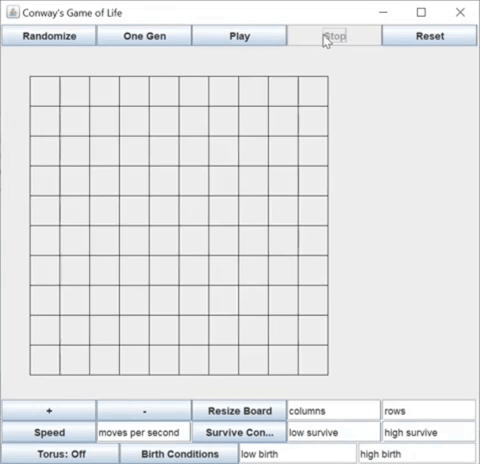 Conway's Game of Life
Randomize One Gen Play Stop Reset
+ - Resize Board columns rows
Speed moves per second Survive Con... low survive high survive
Torus: Off Birth Conditions low birth high birth